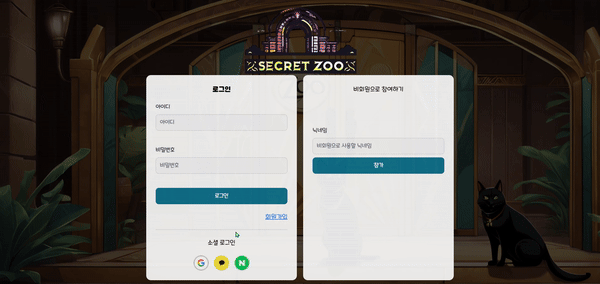 SECRET ZOO
로그인
아이디
아이디
비밀번호
비밀번호
로그인
회원가입
소셜 로그인
G
N
비회원으로 참여하기
닉네임
비회원으로 사용할 닉네임
참가